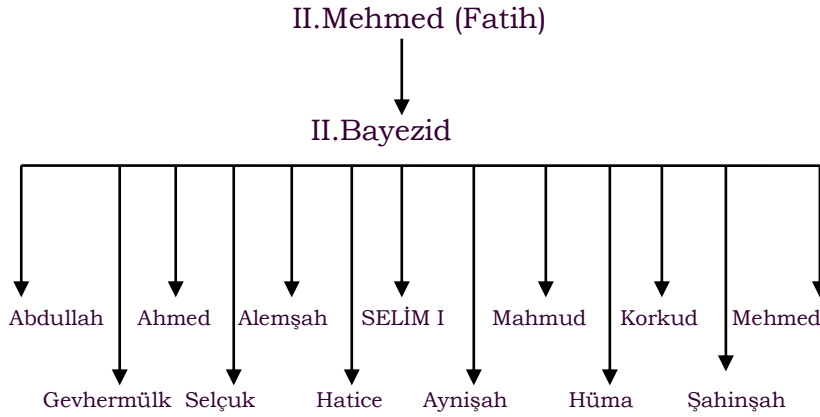 II.Mehmed (Fatih)
II.Bayezid
Abdullah Ahmed Alemşah SELİM I Mahmud Korkud Mehmed
Gevhermülk Selçuk Hatice Aynişah Hüma Şahinşah